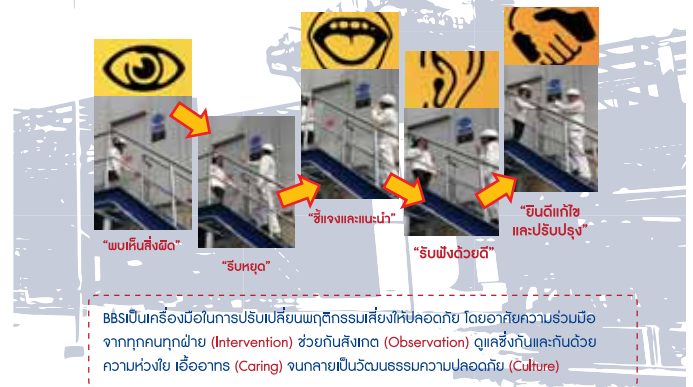 “พบเห็นสิ่งผิด”
“รีบหยุด”
“ชี้แจงและแนะนำ”
“รับฟังด้วยดี”
“ยินดีแก้ไข
และปรับปรุง”
BBSเป็นเครื่องมือในการปรับเปลี่ยนพฤติกรรมเสี่ยงให้ปลอดภัย โดยอาศัยความร่วมมือ
จากทุกคนทุกฝ่าย (Intervention) ช่วยกันสังเกต (Observation) ดูแลซึ่งกันและกันด้วย
ความห่วงใย เอื้ออาทร (Caring) จนกลายเป็นวัฒนธรรมความปลอดภัย (Culture)